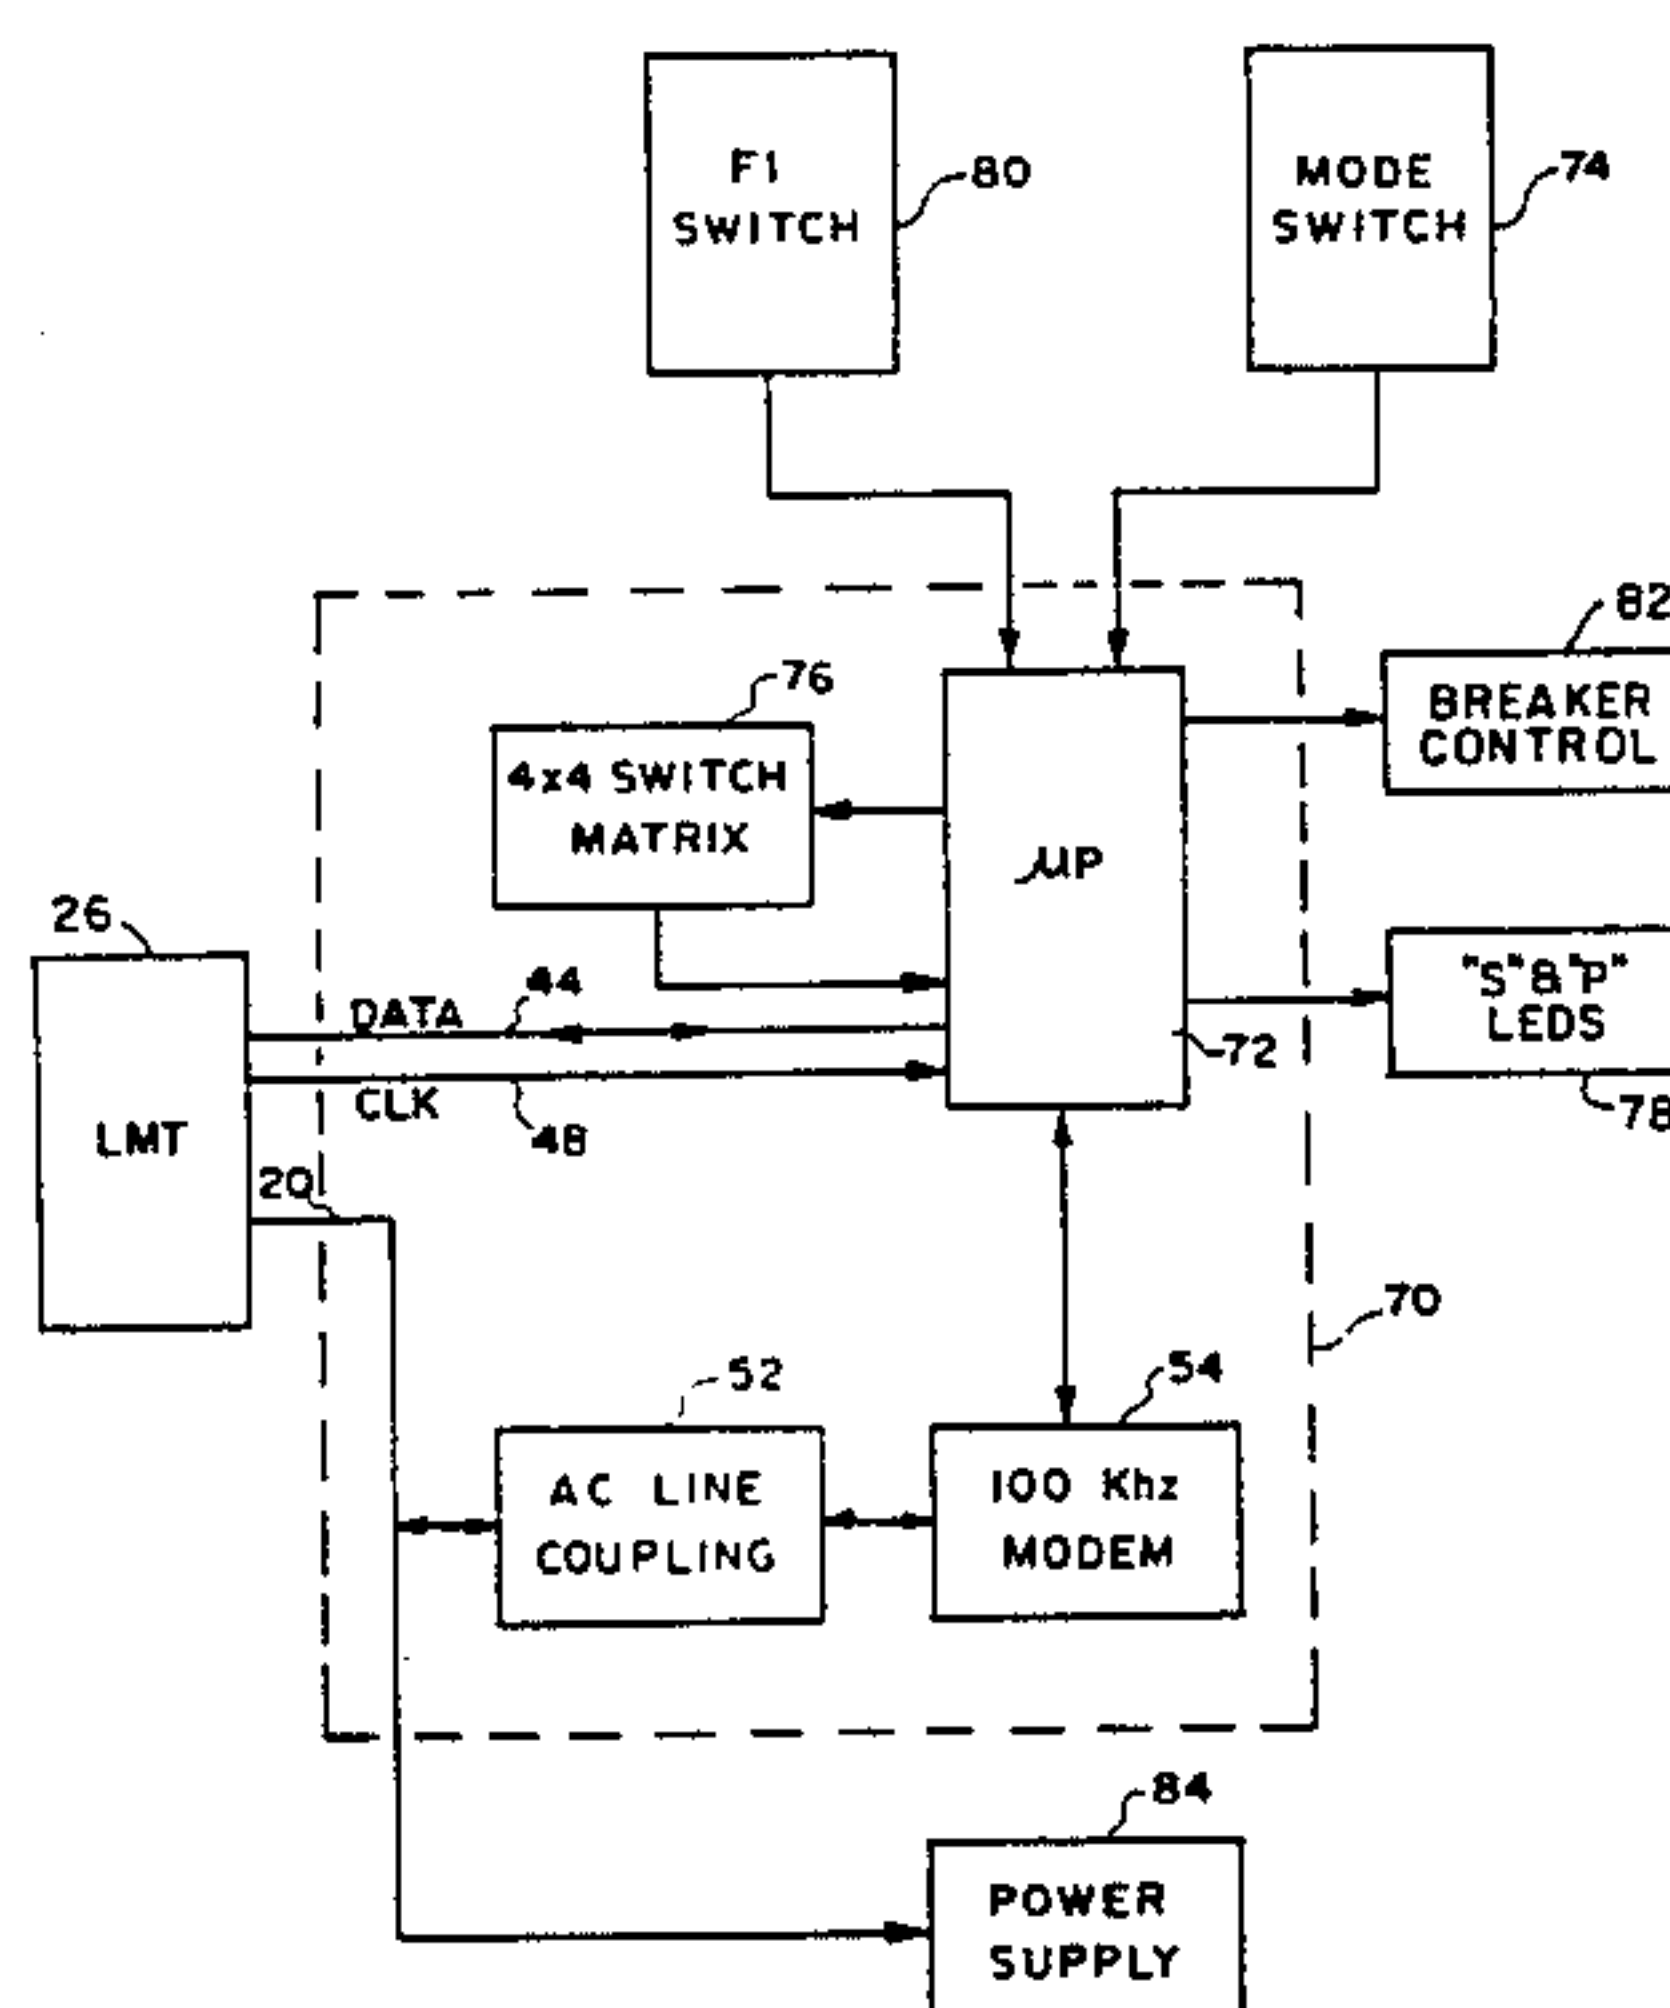 F1
SWITCH
80
MODE
SWITCH
74
82
BREAKER
CONTROL
76
4x4 SWITCH
MATRIX
µP
26
LMT
DATA
44
CLK
48
20
72
"S" & "P"
LEDS
78
70
52
AC LINE
COUPLING
54
100 Khz
MODEM
84
POWER
SUPPLY